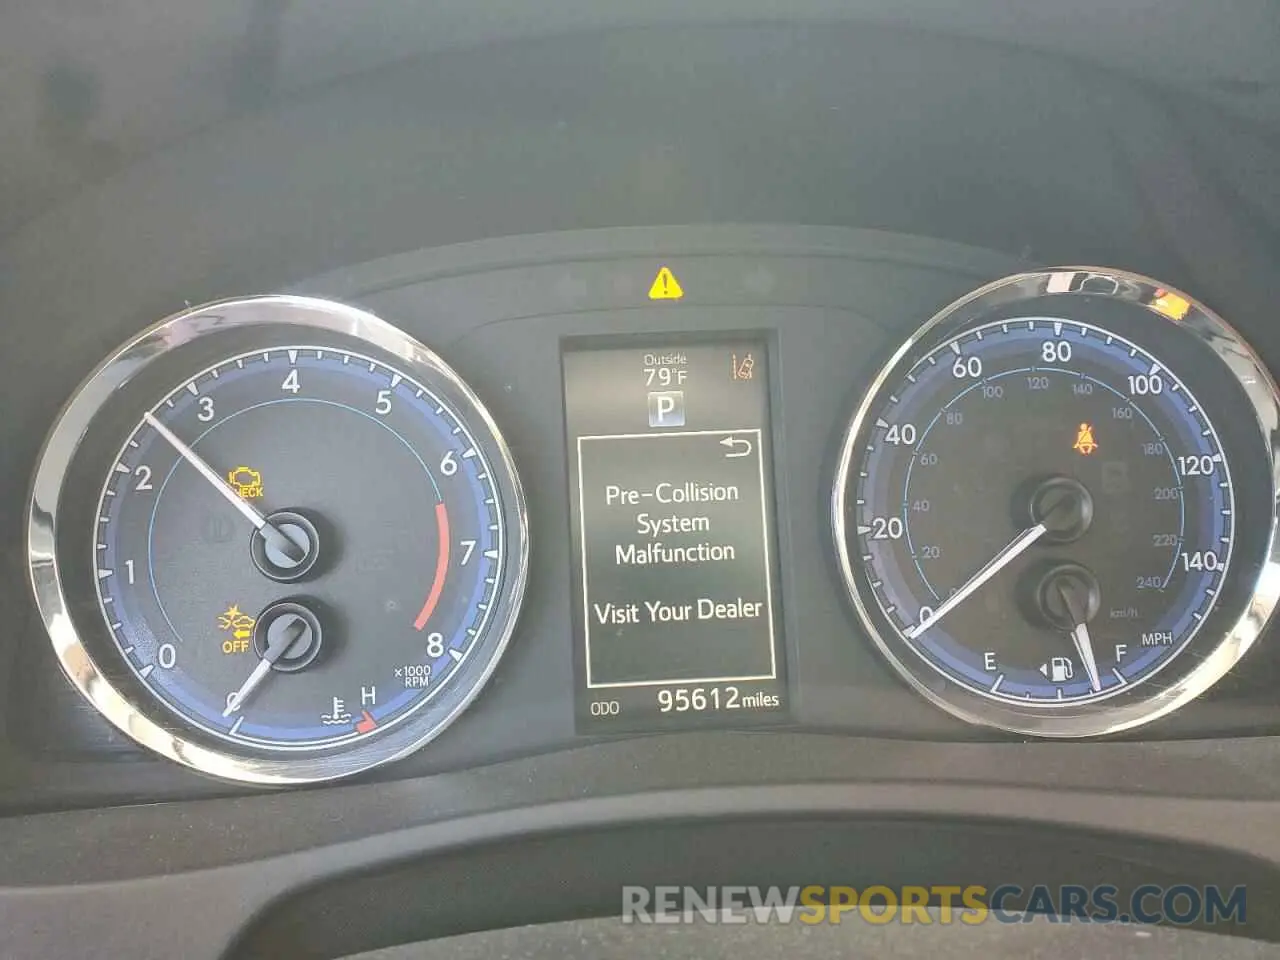 Outside
79°F
P
Pre-Collision
System
Malfunction
Visit Your Dealer
ODO 95612 miles
0 1 2 3 4 5 6 7 8
×1000
RPM
CHECK
OFF
C
H
0 20 40 60 80 100 120 140
0 20 40 60 80 100 120 140 160 180 200 220 240
km/h
MPH
E
F
RENEWSPORTSCARS.COM